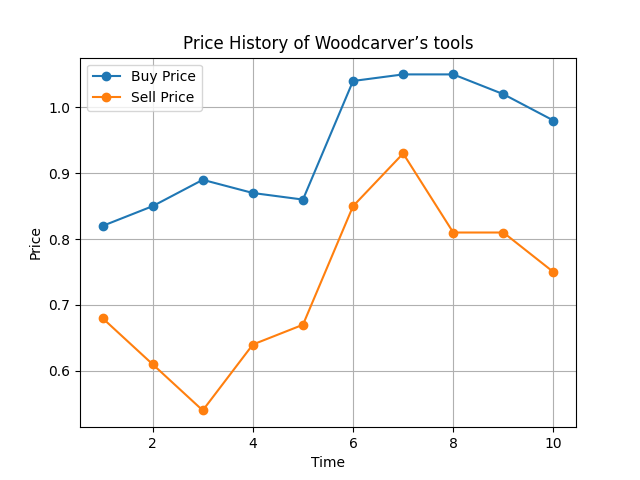 Price History of Woodcarver’s tools
Buy Price
Sell Price
1.0
0.9
0.8
0.7
0.6
Price
2 4 6 8 10
Time